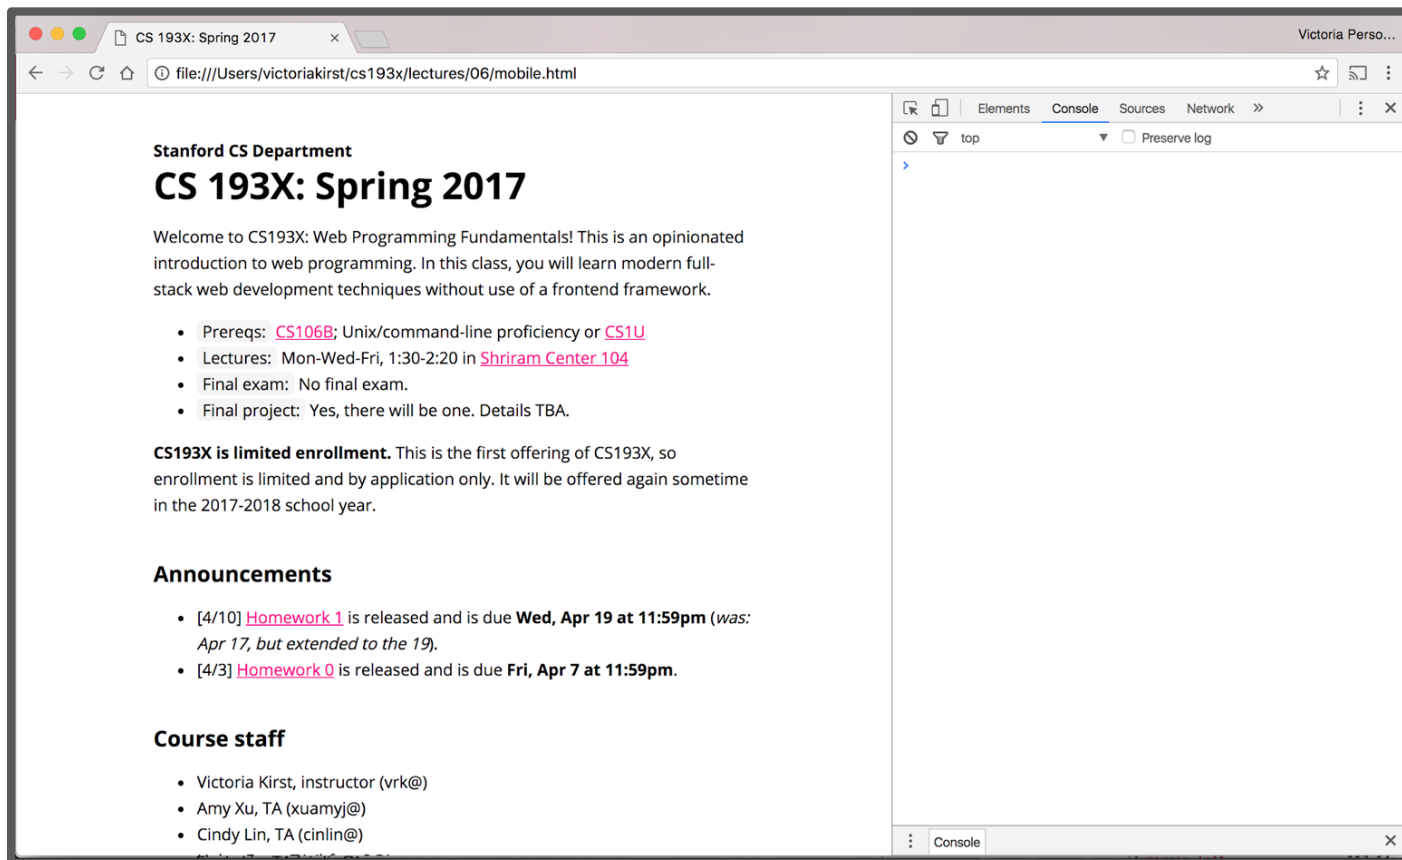 CS 193X: Spring 2017
Victoria Perso...
file:///Users/victoriakirst/cs193x/lectures/06/mobile.html
Elements Console Sources Network »
top Preserve log
Stanford CS Department
CS 193X: Spring 2017
Welcome to CS193X: Web Programming Fundamentals! This is an opinionated
introduction to web programming. In this class, you will learn modern full-
stack web development techniques without use of a frontend framework.
• Prereqs: CS106B; Unix/command-line proficiency or CS1U
• Lectures: Mon-Wed-Fri, 1:30-2:20 in Shriram Center 104
• Final exam: No final exam.
• Final project: Yes, there will be one. Details TBA.
CS193X is limited enrollment. This is the first offering of CS193X, so
enrollment is limited and by application only. It will be offered again sometime
in the 2017-2018 school year.
Announcements
• [4/10] Homework 1 is released and is due Wed, Apr 19 at 11:59pm (was:
Apr 17, but extended to the 19).
• [4/3] Homework 0 is released and is due Fri, Apr 7 at 11:59pm.
Course staff
• Victoria Kirst, instructor (vrk@)
• Amy Xu, TA (xuamyj@)
• Cindy Lin, TA (cinlin@)
Console